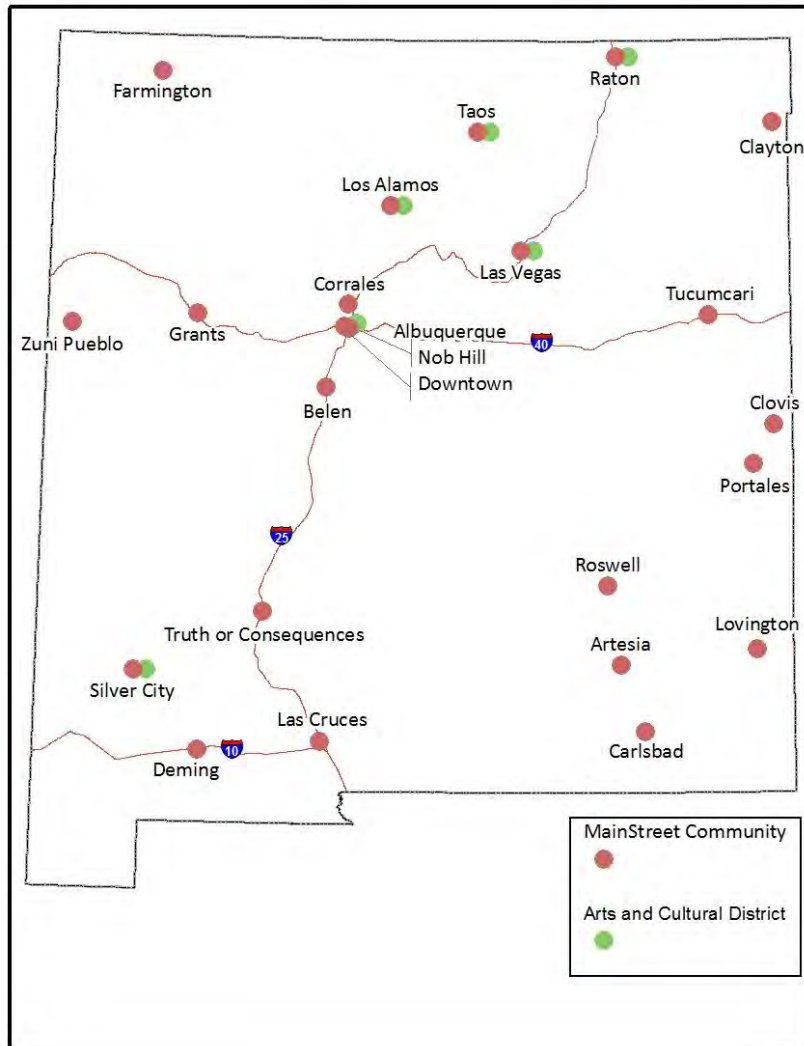 Farmington
Raton
Taos
Clayton
Los Alamos
Las Vegas
Corrales
Tucumcari
Zuni Pueblo
Grants
Albuquerque
Nob Hill
Downtown
40
Belen
Clovis
Portales
25
Roswell
Truth or Consequences
Lovington
Artesia
Silver City
Las Cruces
Carlsbad
Deming
10
MainStreet Community
Arts and Cultural District